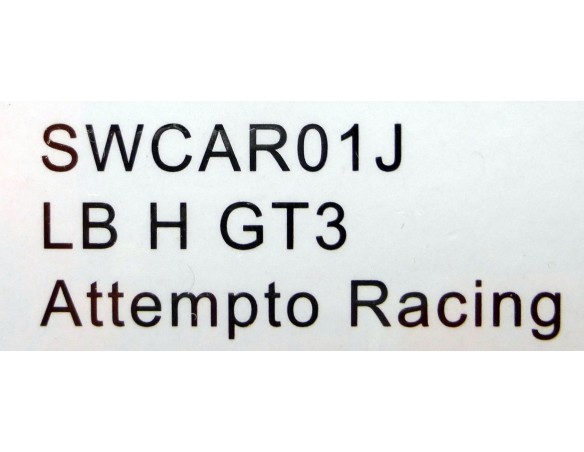 SWCAR01J
LB H GT3
Attempto Racing